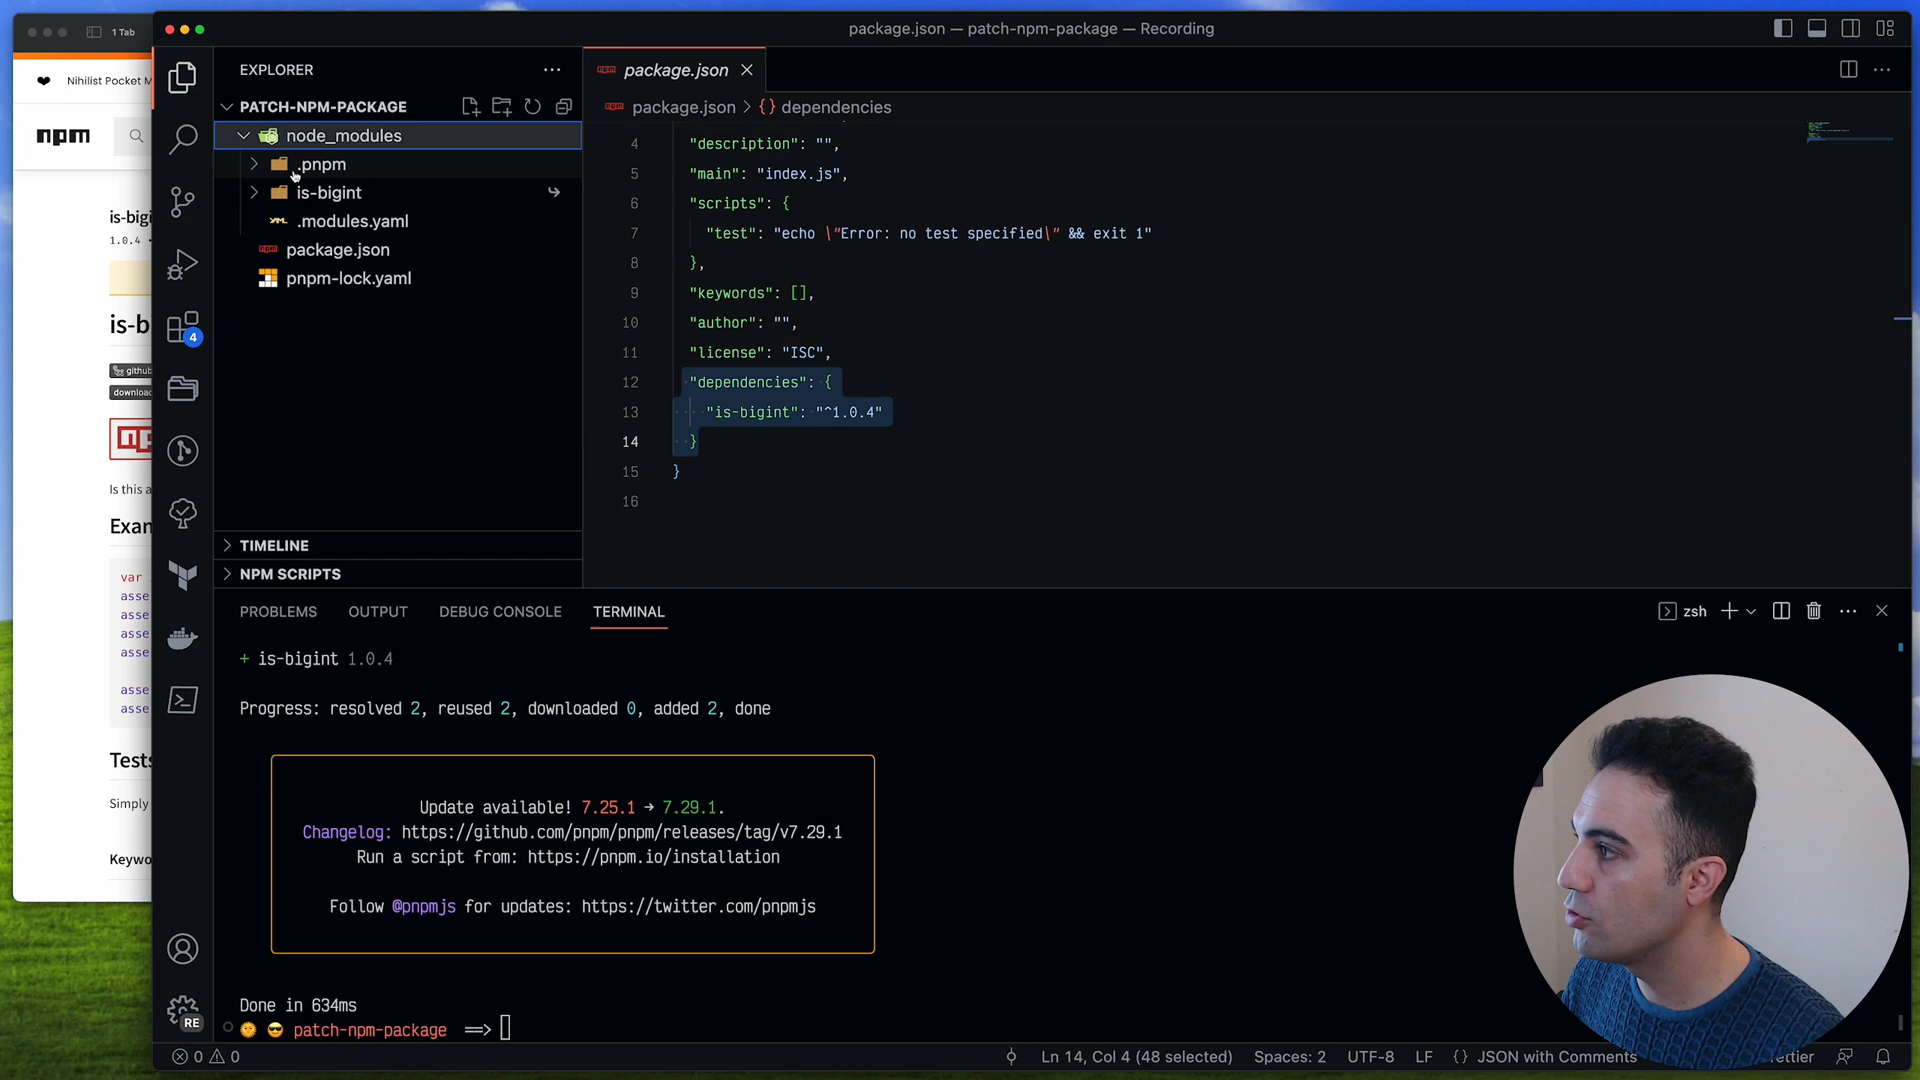 1 Tab
Nihilist Pocket M
npm
is-bigi
1.0.4
is-b
github
downloa
Is this a
Exan
var
asse
asse
asse
asse
asse
asse
asse
Tests
Simply
Keywo
package.json — patch-npm-package — Recording
EXPLORER
PATCH-NPM-PACKAGE
node_modules
.pnpm
is-bigint
.modules.yaml
package.json
pnpm-lock.yaml
TIMELINE
NPM SCRIPTS
4
RE
package.json
package.json > {} dependencies
4 "description": "",
5 "main": "index.js",
6 "scripts": {
7 "test": "echo \"Error: no test specified\" && exit 1"
8 },
9 "keywords": [],
10 "author": "",
11 "license": "ISC",
12 "dependencies": {
13 "is-bigint": "^1.0.4"
14 }
15 }
16
PROBLEMS OUTPUT DEBUG CONSOLE TERMINAL
zsh
+ is-bigint 1.0.4
Progress: resolved 2, reused 2, downloaded 0, added 2, done
Update available! 7.25.1 → 7.29.1.
Changelog: https://github.com/pnpm/pnpm/releases/tag/v7.29.1
Run a script from: https://pnpm.io/installation
Follow @pnpmjs for updates: https://twitter.com/pnpmjs
Done in 634ms
patch-npm-package ==>
0 0
Ln 14, Col 4 (48 selected) Spaces: 2 UTF-8 LF {} JSON with Comments ettier